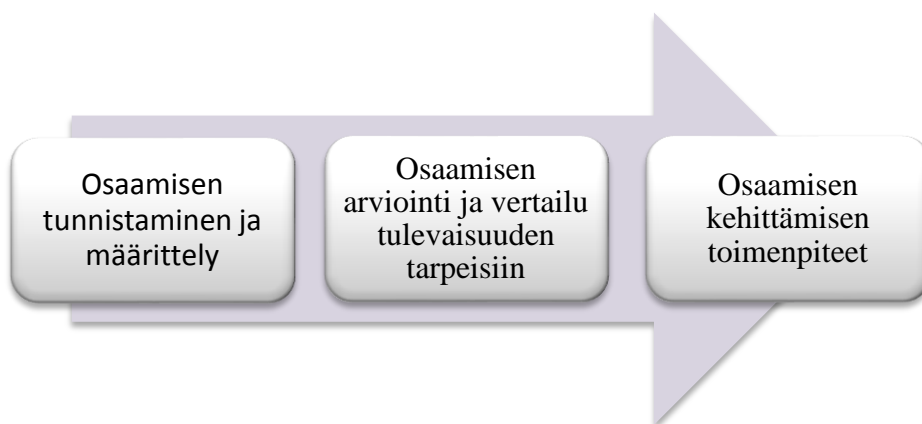 Osaamisen
tunnistaminen ja
määrittely
Osaamisen
arviointi ja vertailu
tulevaisuuden
tarpeisiin
Osaamisen
kehittämisen
toimenpiteet